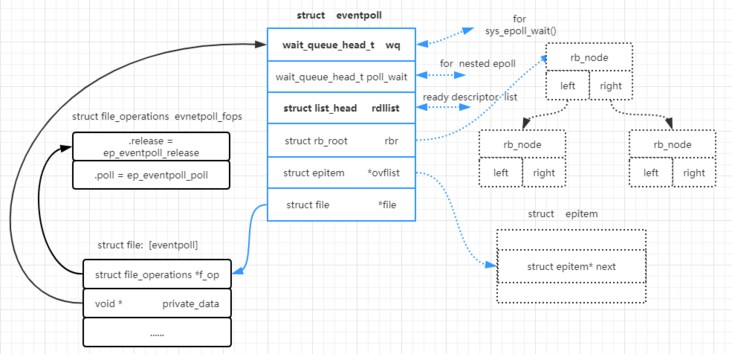 struct eventpoll
wait_queue_head_t wq
wait_queue_head_t poll_wait
struct list_head rdllist
struct rb_root rbr
struct epitem *ovflist
struct file *file
for
sys_epoll_wait()
for nested epoll
ready descriptor list
rb_node
left right
rb_node
left right
rb_node
left right
struct epitem
struct epitem* next
struct file_operations evnetpoll_fops
.release =
ep_eventpoll_release
.poll = ep_eventpoll_poll
struct file: [eventpoll]
struct file_operations *f_op
void * private_data
......